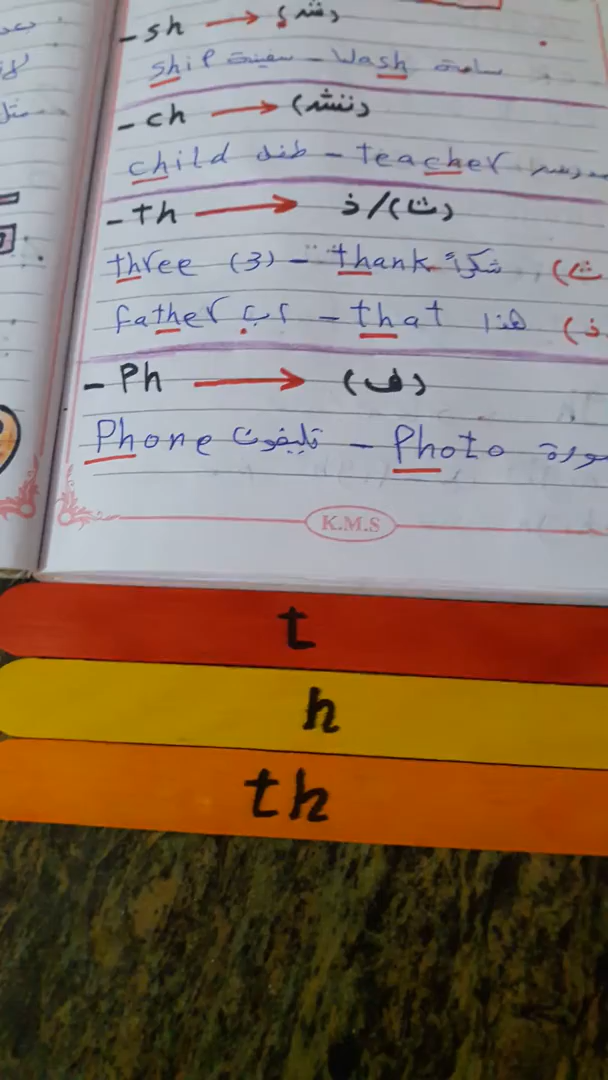 -sh → (ش)
ship سفينة - wash
-ch → (تش)
child طفل - teacher
-th → (ث) / ذ
three (3) - thank شكراً (ث)
father أب - that هذا (ذ)
-Ph → (ف)
Phone تليفون - Photo صورة
K.M.S
t
h
th